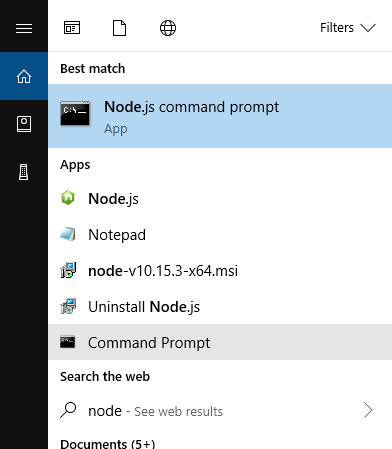 Filters
Best match
Node.js command prompt
App
Apps
Node.js
Notepad
node-v10.15.3-x64.msi
Uninstall Node.js
Command Prompt
Search the web
node - See web results
Documents (5+)